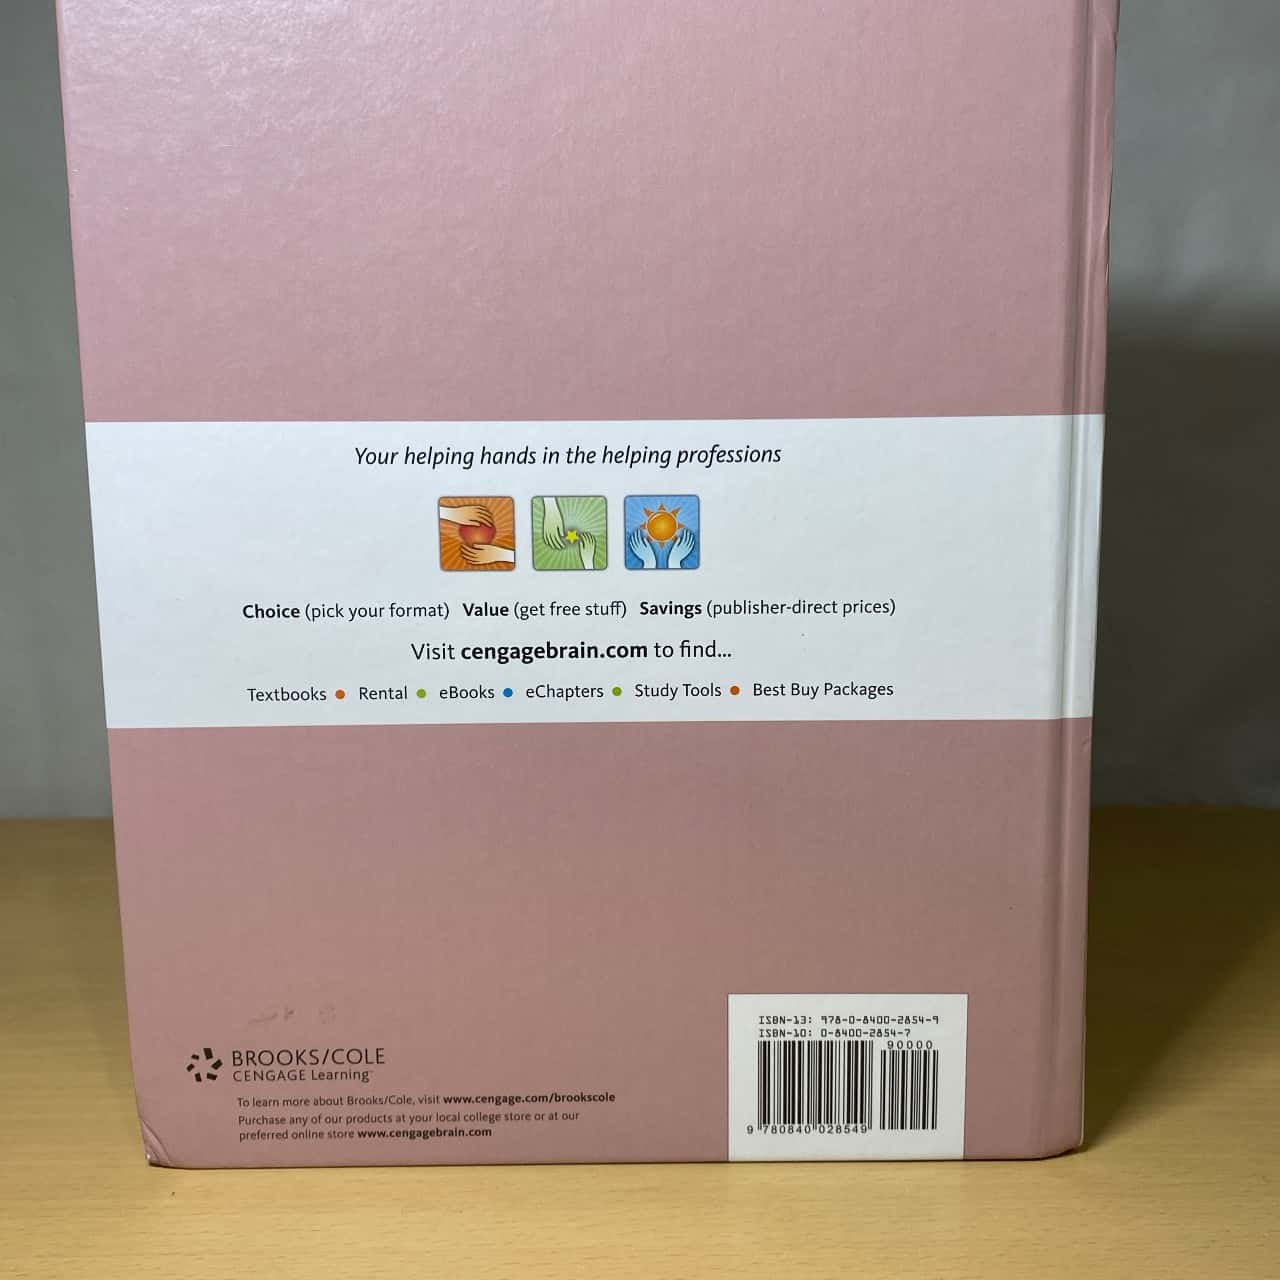 Your helping hands in the helping professions
Choice (pick your format) Value (get free stuff) Savings (publisher-direct prices)
Visit cengagebrain.com to find...
Textbooks • Rental • eBooks • eChapters • Study Tools • Best Buy Packages
BROOKS/COLE
CENGAGE Learning™
To learn more about Brooks/Cole, visit www.cengage.com/brookscole
Purchase any of our products at your local college store or at our
preferred online store www.cengagebrain.com
ISBN-13: 978-0-8400-2854-9
ISBN-10: 0-8400-2854-7
90000
9 780840 028549